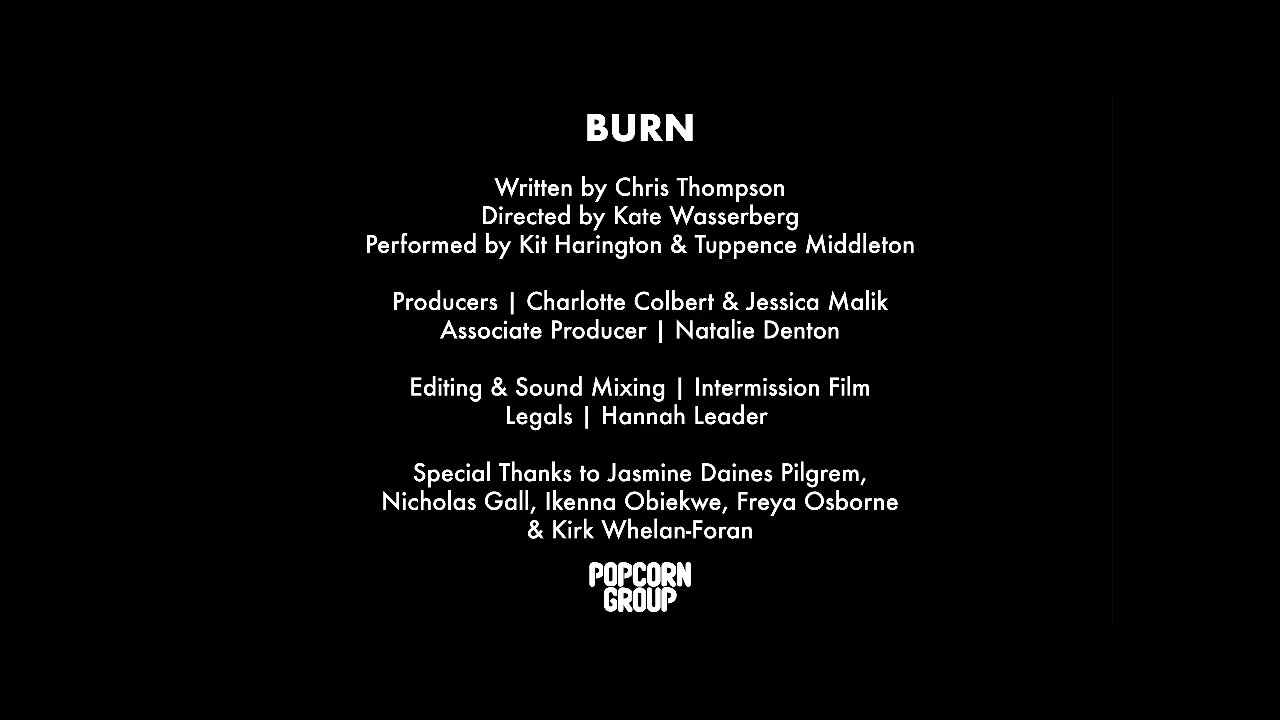 BURN
Written by Chris Thompson
Directed by Kate Wasserberg
Performed by Kit Harington & Tuppence Middleton
Producers | Charlotte Colbert & Jessica Malik
Associate Producer | Natalie Denton
Editing & Sound Mixing | Intermission Film
Legals | Hannah Leader
Special Thanks to Jasmine Daines Pilgrem,
Nicholas Gall, Ikenna Obiekwe, Freya Osborne
& Kirk Whelan-Foran
POPCORN
GROUP